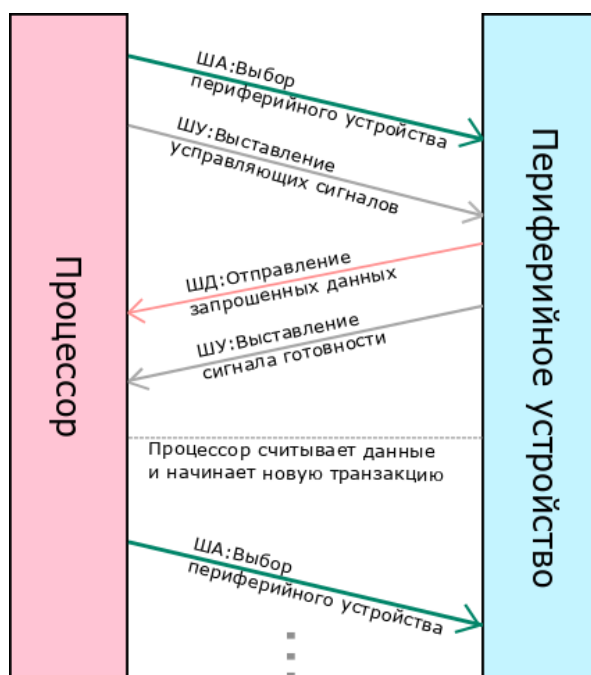 Процессор
Периферийное устройство
ША:Выбор
периферийного устройства
ШУ:Выставление
усправляющих сигналов
ШД:Отправление
запрошенных данных
ШУ:Выставление
сигнала готовности
Процессор считывает данные
и начинает новую транзакцию
ША:Выбор
периферийного устройства